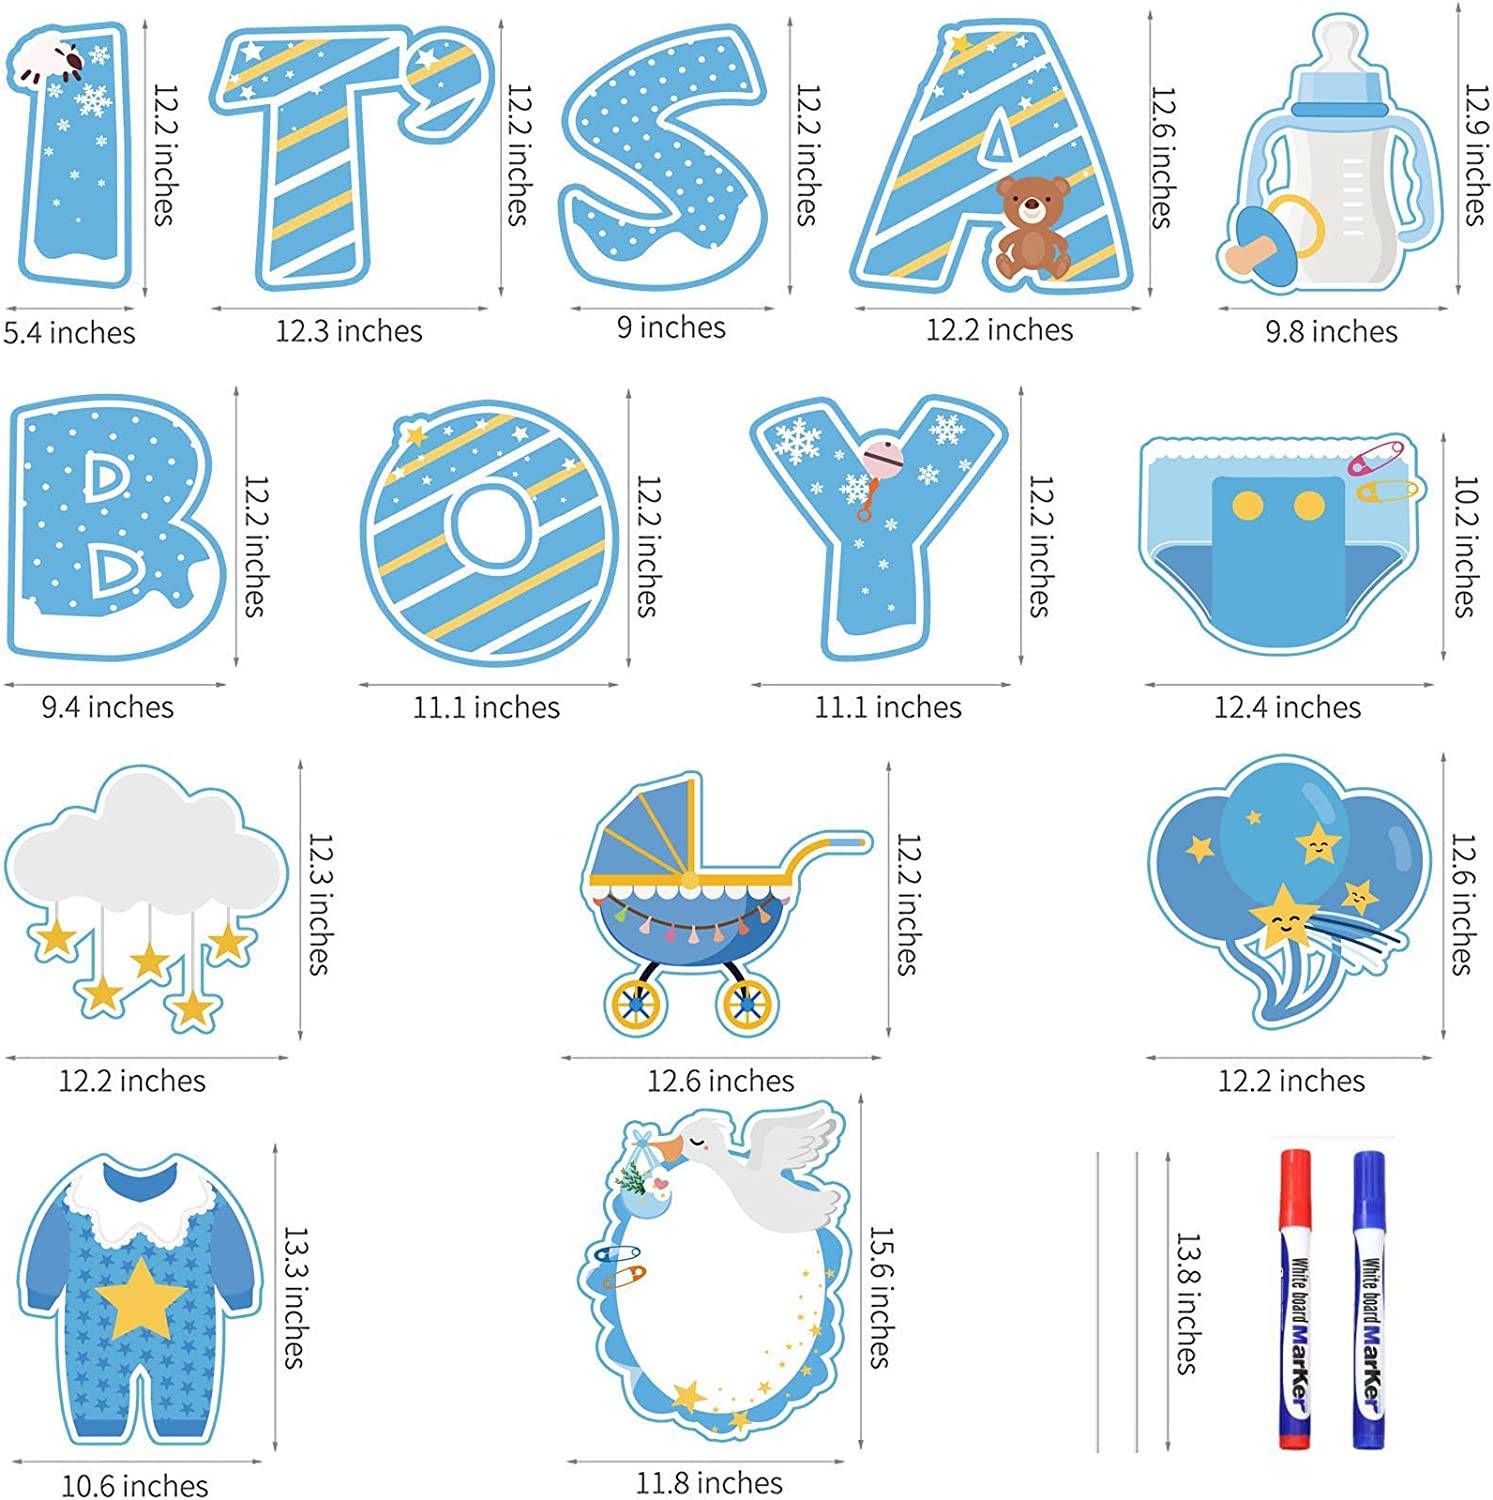 I T' S A
12.2 inches
12.2 inches
12.2 inches
12.6 inches
12.9 inches
5.4 inches
12.3 inches
9 inches
12.2 inches
9.8 inches
B O Y
12.2 inches
12.2 inches
12.2 inches
10.2 inches
9.4 inches
11.1 inches
11.1 inches
12.4 inches
12.3 inches
12.2 inches
12.6 inches
12.2 inches
12.6 inches
12.2 inches
13.3 inches
15.6 inches
13.8 inches
White board MarKer
White board MarKer
10.6 inches
11.8 inches